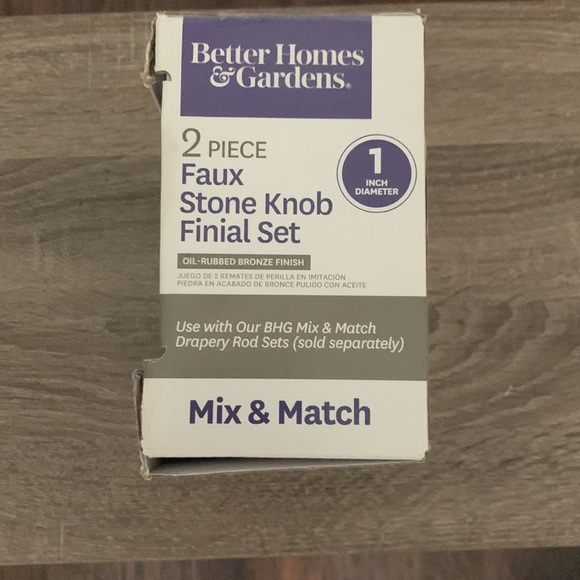 Better Homes
& Gardens®
2 PIECE
Faux
Stone Knob
Finial Set
1
INCH
DIAMETER
OIL-RUBBED BRONZE FINISH
JUEGO DE 2 REMATES DE PERILLA EN IMITACIÓN
PIEDRA EN ACABADO DE BRONCE PULIDO CON ACEITE
Use with Our BHG Mix & Match
Drapery Rod Sets (sold separately)
Mix & Match